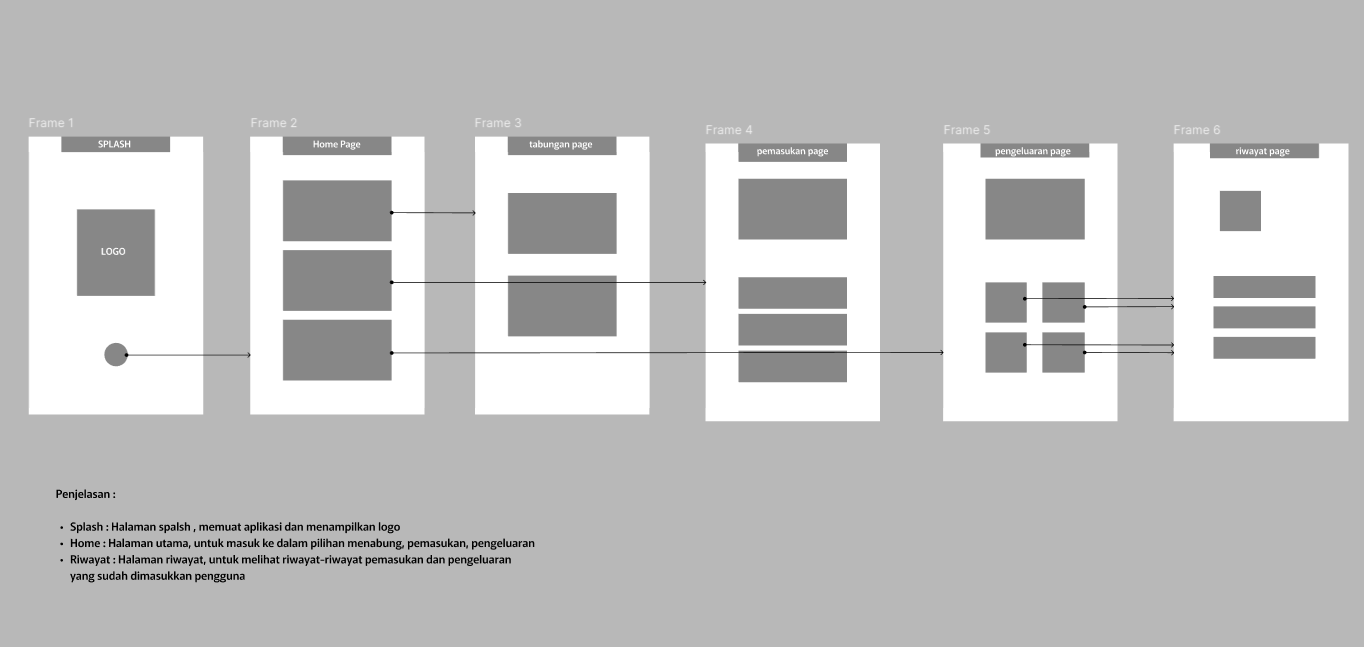 Frame 1
Frame 2
Frame 3
Frame 4
Frame 5
Frame 6
SPLASH
Home Page
tabungan page
pemasukan page
pengeluaran page
riwayat page
LOGO
Penjelasan :
• Splash : Halaman spalsh , memuat aplikasi dan menampilkan logo
• Home : Halaman utama, untuk masuk ke dalam pilihan menabung, pemasukan, pengeluaran
• Riwayat : Halaman riwayat, untuk melihat riwayat-riwayat pemasukan dan pengeluaran
yang sudah dimasukkan pengguna